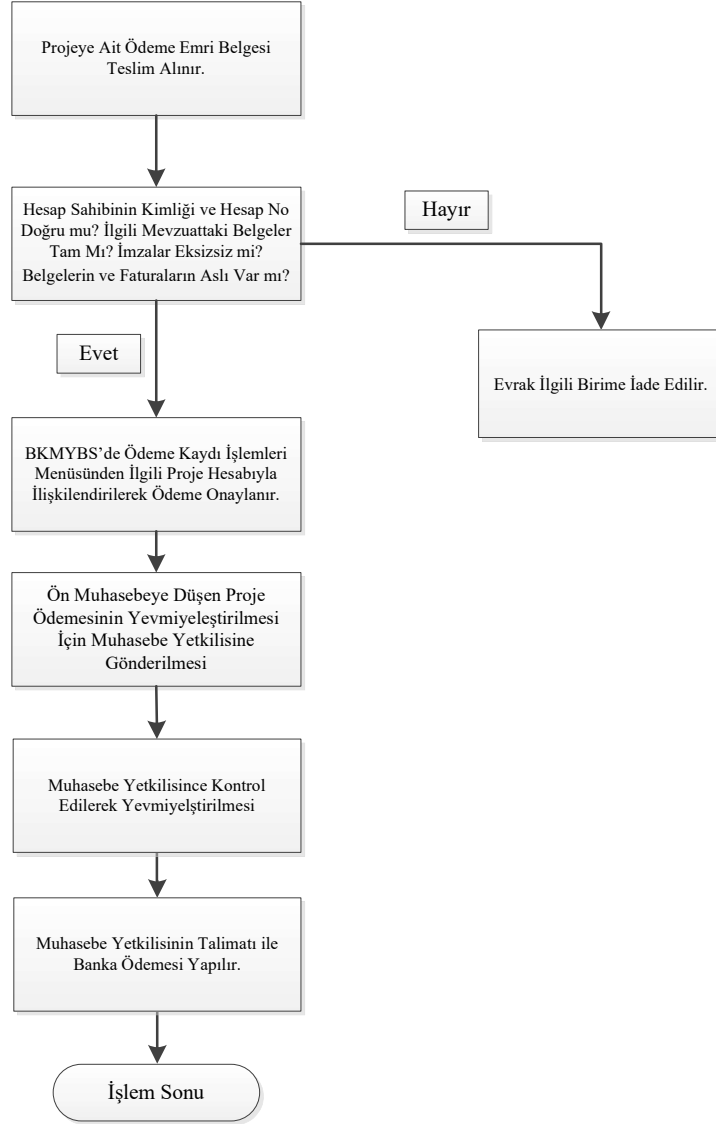 Projeye Ait Ödeme Emri Belgesi
Teslim Alınır.
Hesap Sahibinin Kimliği ve Hesap No
Doğru mu? İlgili Mevzuattaki Belgeler
Tam Mı? İmzalar Eksizsiz mi?
Belgelerin ve Faturaların Aslı Var mı?
Hayır
Evet
Evrak İlgili Birime İade Edilir.
BKMYBS’de Ödeme Kaydı İşlemleri
Menüsünden İlgili Proje Hesabıyla
İlişkilendirilerek Ödeme Onaylanır.
Ön Muhasebeye Düşen Proje
Ödemesinin Yevmiyeleştirilmesi
İçin Muhasebe Yetkilisine
Gönderilmesi
Muhasebe Yetkilisince Kontrol
Edilerek Yevmiyelştirilmesi
Muhasebe Yetkilisinin Talimatı ile
Banka Ödemesi Yapılır.
İşlem Sonu